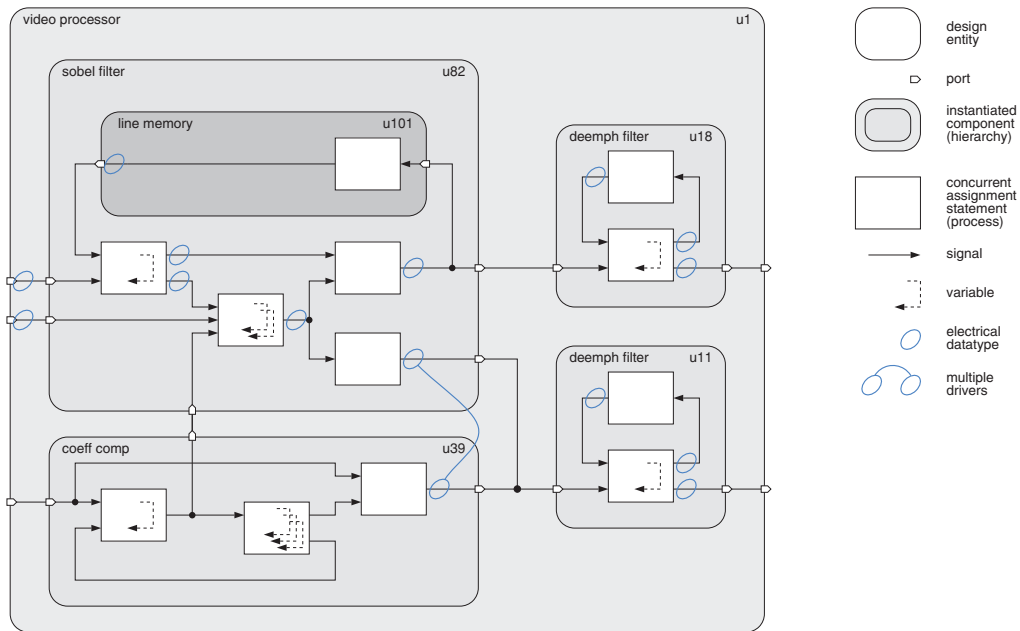 video processor u1
sobel filter u82
line memory u101
deemph filter u18
deemph filter u11
coeff comp u39
design
entity
port
instantiated
component
(hierarchy)
concurrent
assignment
statement
(process)
signal
variable
electrical
datatype
multiple
drivers